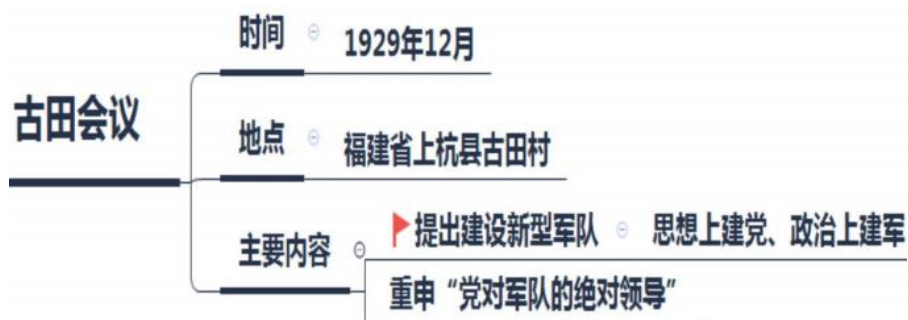 古田会议
时间
1929年12月
地点
福建省上杭县古田村
主要内容
提出建设新型军队
思想上建党、政治上建军
重申“党对军队的绝对领导”